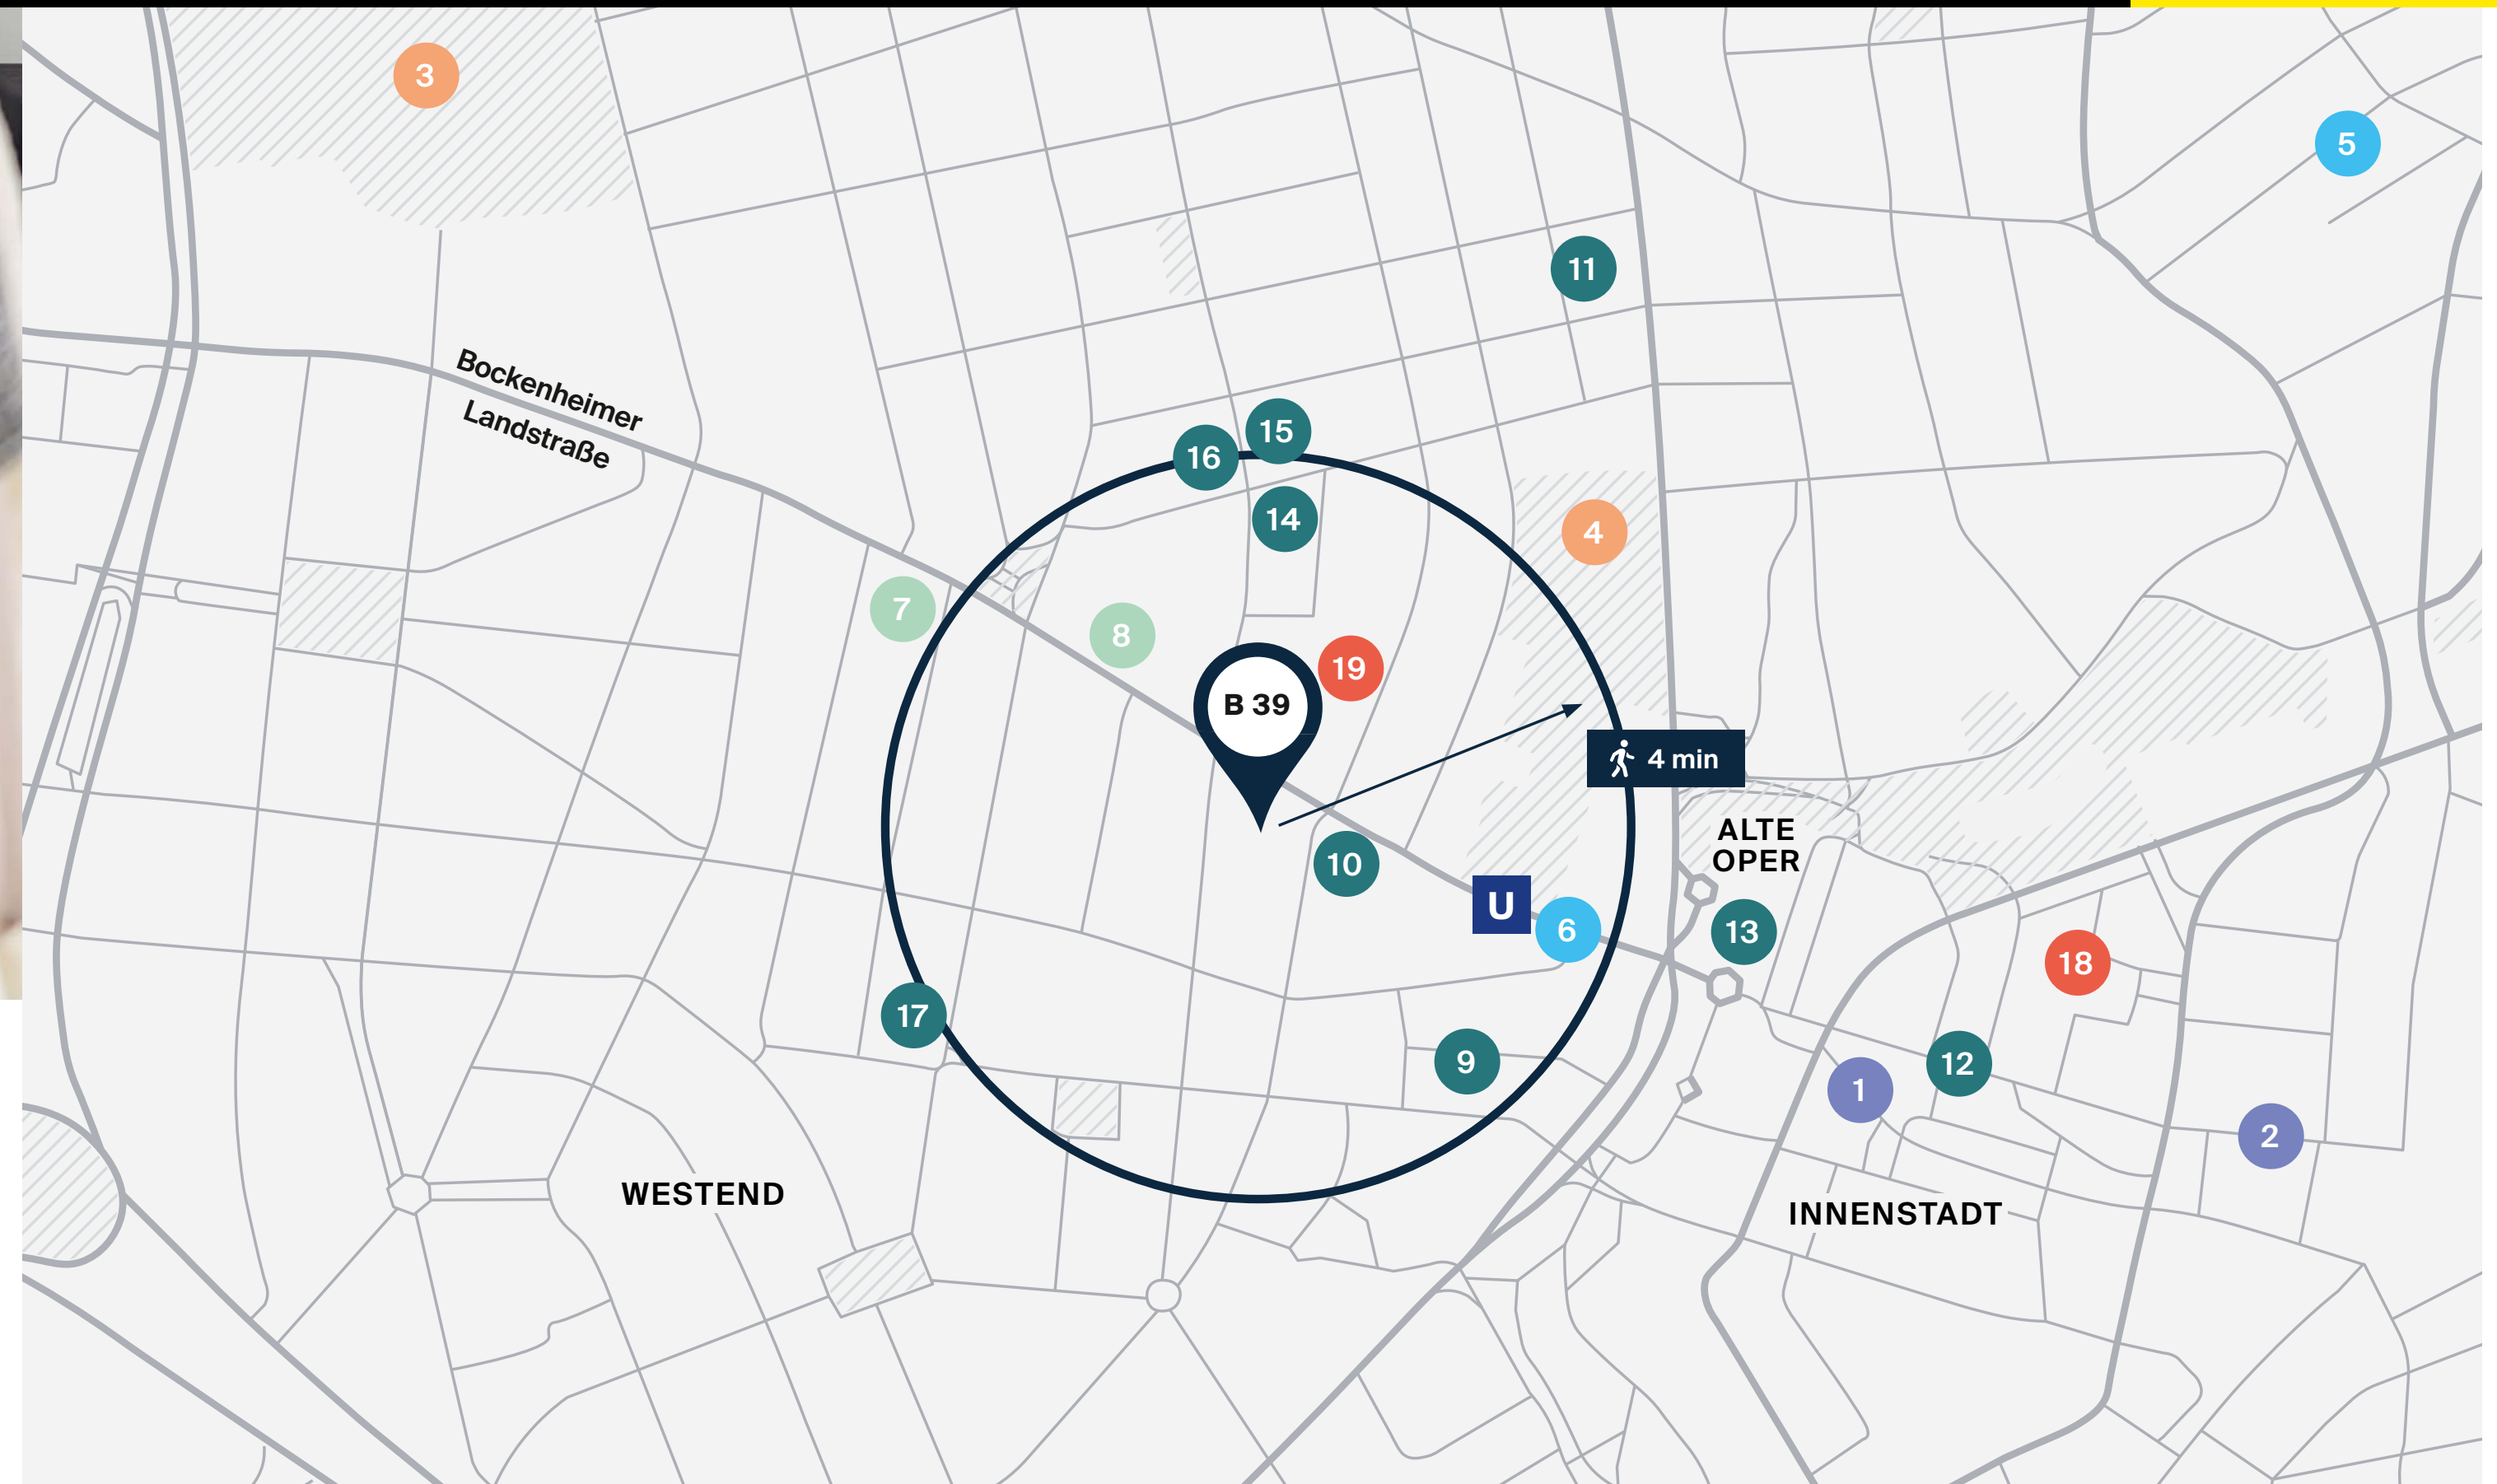 3
5
11
Bockenheimer
Landstraße
15
16
14
4
7
8
19
B 39
4 min
ALTE
OPER
10
U
6
13
18
17
9
12
1
2
WESTEND
INNENSTADT